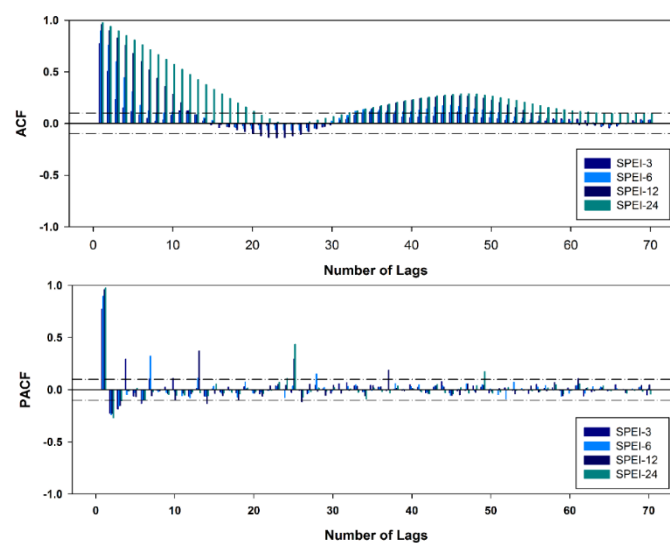 1.0
0.5
0.0
-0.5
-1.0
ACF
0 10 20 30 40 50 60 70
Number of Lags
SPEI-3
SPEI-6
SPEI-12
SPEI-24
1.0
0.5
0.0
-0.5
-1.0
PACF
0 10 20 30 40 50 60 70
Number of Lags
SPEI-3
SPEI-6
SPEI-12
SPEI-24